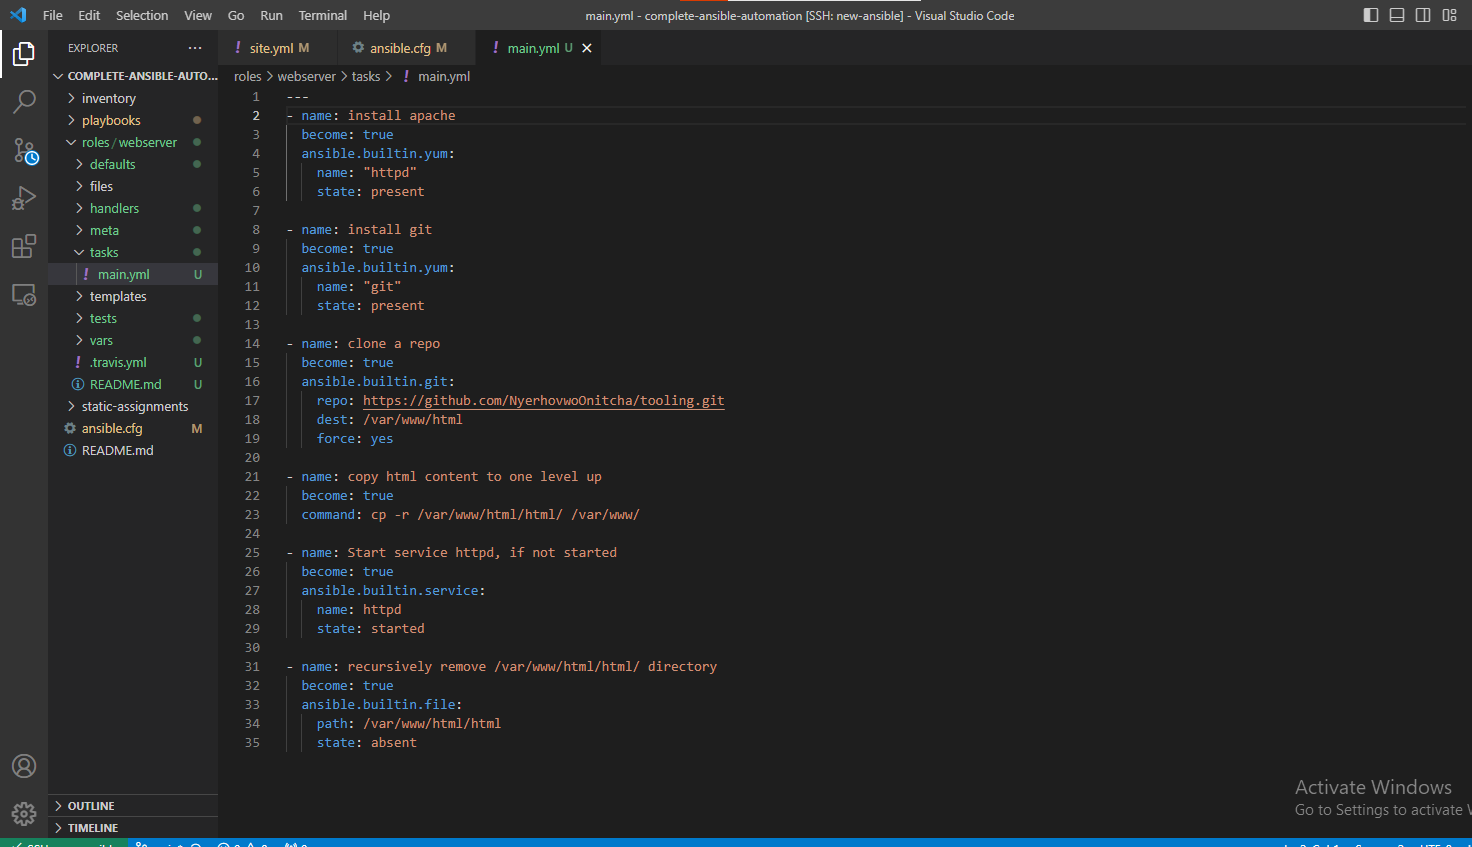 File Edit Selection View Go Run Terminal Help
main.yml - complete-ansible-automation [SSH: new-ansible] - Visual Studio Code
EXPLORER
COMPLETE-ANSIBLE-AUTO...
inventory
playbooks
roles/webserver
defaults
files
handlers
meta
tasks
main.yml U
templates
tests
vars
.travis.yml U
README.md U
static-assignments
ansible.cfg M
README.md
OUTLINE
TIMELINE
site.yml M
ansible.cfg M
main.yml U
roles > webserver > tasks > ! main.yml
1 ---
2 - name: install apache
3 become: true
4 ansible.builtin.yum:
5 name: "httpd"
6 state: present
7
8 - name: install git
9 become: true
10 ansible.builtin.yum:
11 name: "git"
12 state: present
13
14 - name: clone a repo
15 become: true
16 ansible.builtin.git:
17 repo: https://github.com/NyerhovwoOnitcha/tooling.git
18 dest: /var/www/html
19 force: yes
20
21 - name: copy html content to one level up
22 become: true
23 command: cp -r /var/www/html/html/ /var/www/
24
25 - name: Start service httpd, if not started
26 become: true
27 ansible.builtin.service:
28 name: httpd
29 state: started
30
31 - name: recursively remove /var/www/html/html/ directory
32 become: true
33 ansible.builtin.file:
34 path: /var/www/html/html
35 state: absent
Activate Windows
Go to Settings to activate